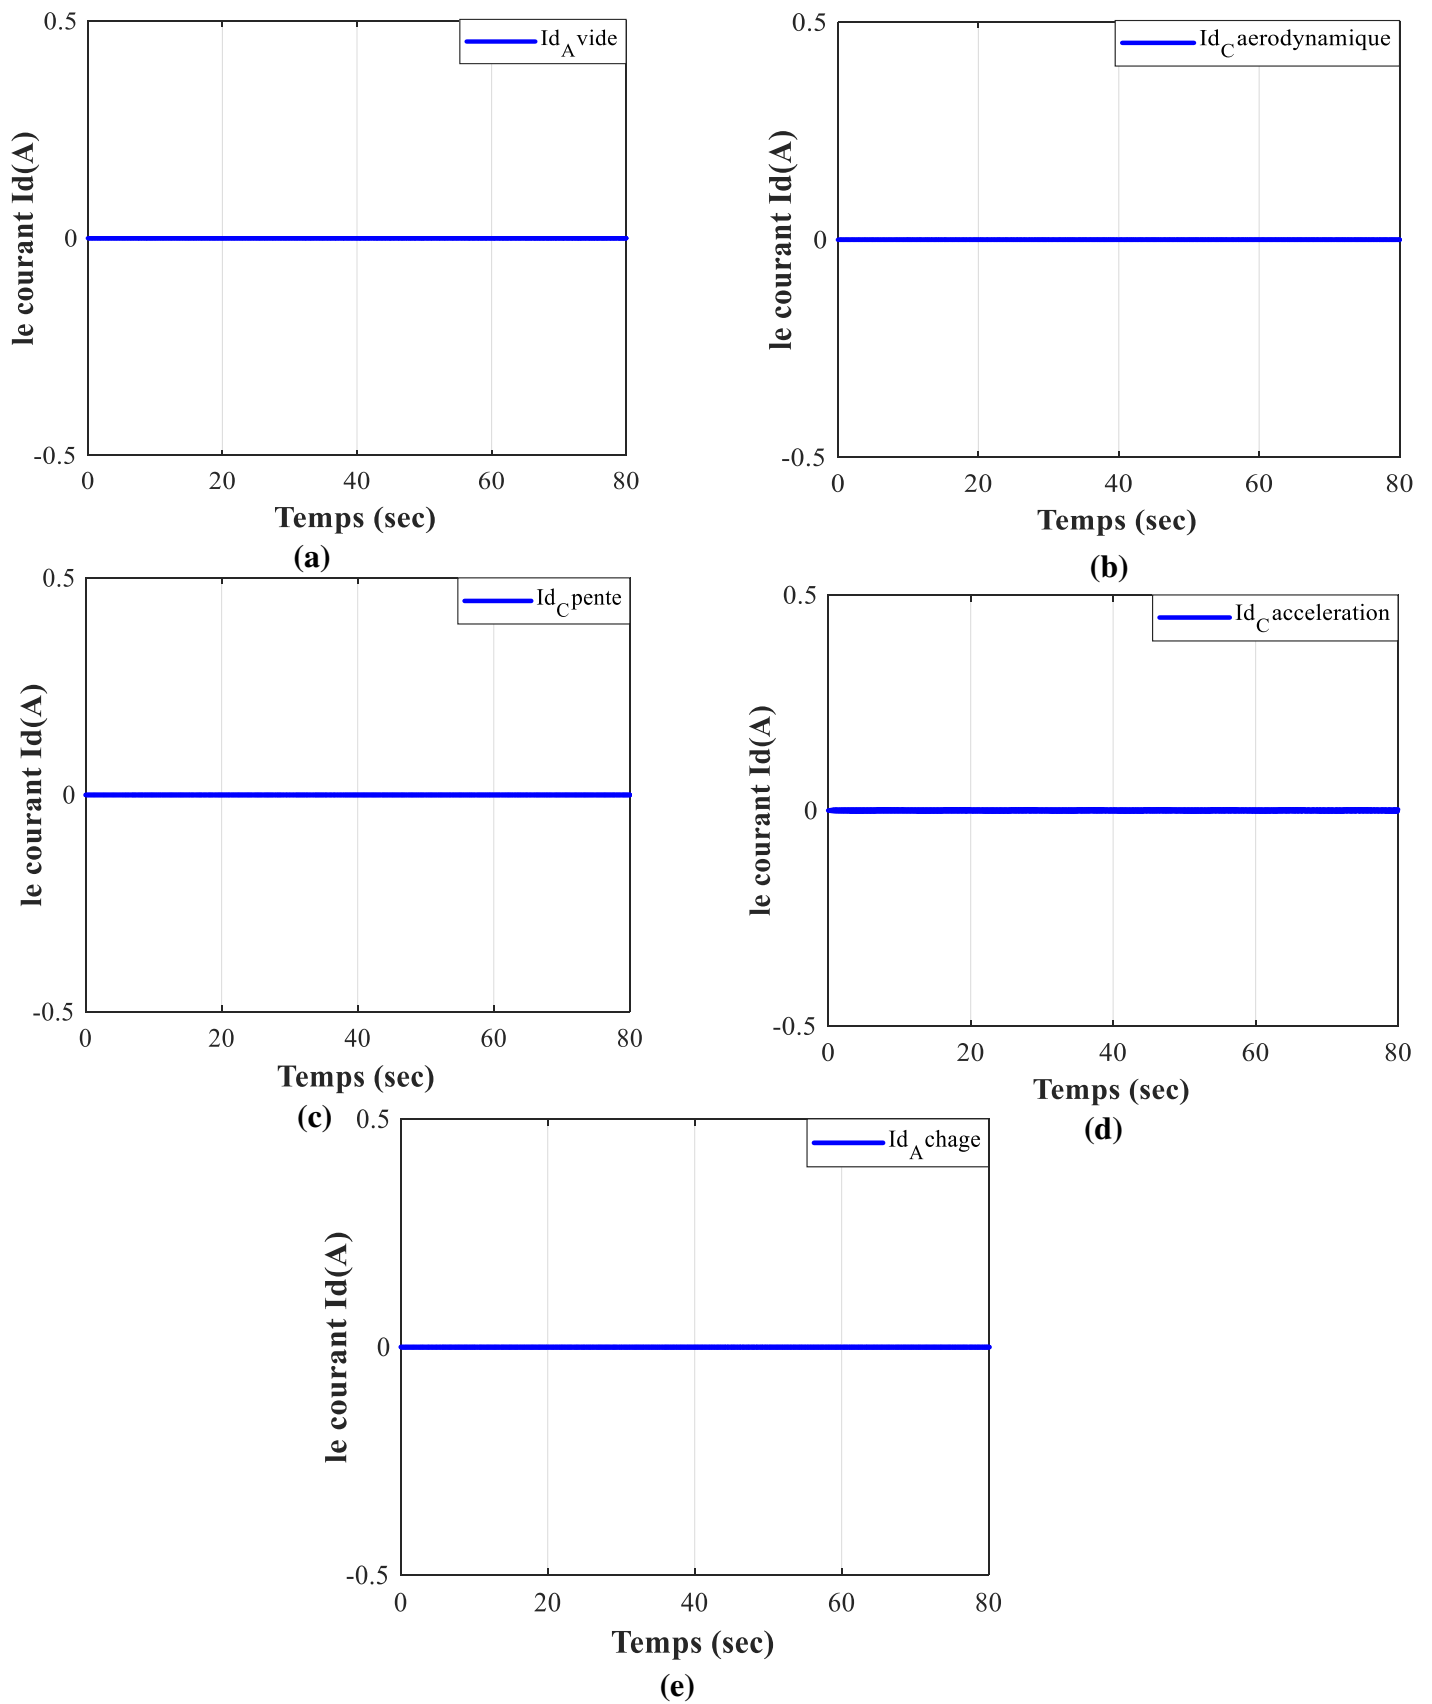 0.5
Id_A vide
le courant Id(A)
0
-0.5
0 20 40 60 80
Temps (sec)
(a)
0.5
Id_C aerodynamique
le courant Id(A)
0
-0.5
0 20 40 60 80
Temps (sec)
(b)
0.5
Id_C pente
le courant Id(A)
0
-0.5
0 20 40 60 80
Temps (sec)
(c)
0.5
Id_C acceleration
le courant Id(A)
0
-0.5
0 20 40 60 80
Temps (sec)
(d)
0.5
Id_A chage
le courant Id(A)
0
-0.5
0 20 40 60 80
Temps (sec)
(e)